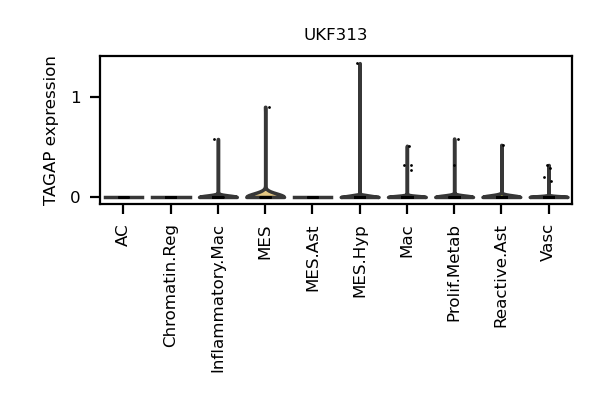 UKF313
TAGAP expression
1
0
AC
Chromatin.Reg
Inflammatory.Mac
MES
MES.Ast
MES.Hyp
Mac
Prolif.Metab
Reactive.Ast
Vasc